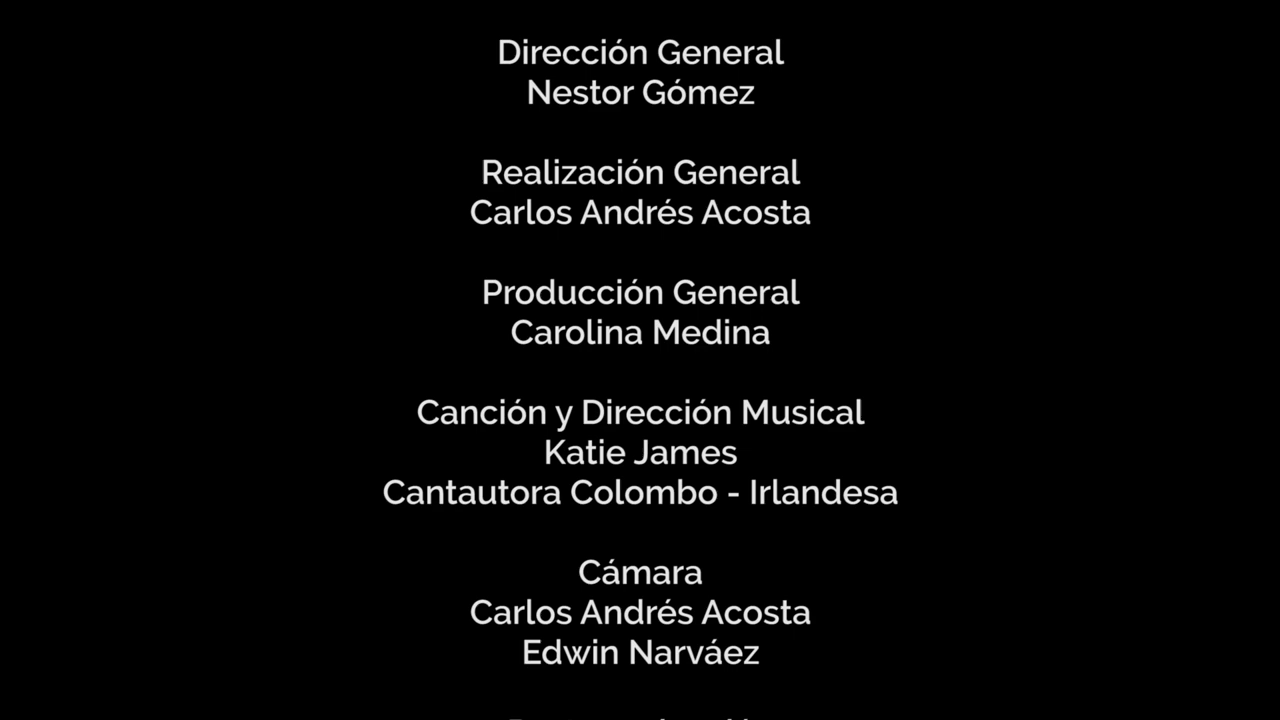 Dirección General
Nestor Gómez
Realización General
Carlos Andrés Acosta
Producción General
Carolina Medina
Canción y Dirección Musical
Katie James
Cantautora Colombo - Irlandesa
Cámara
Carlos Andrés Acosta
Edwin Narváez